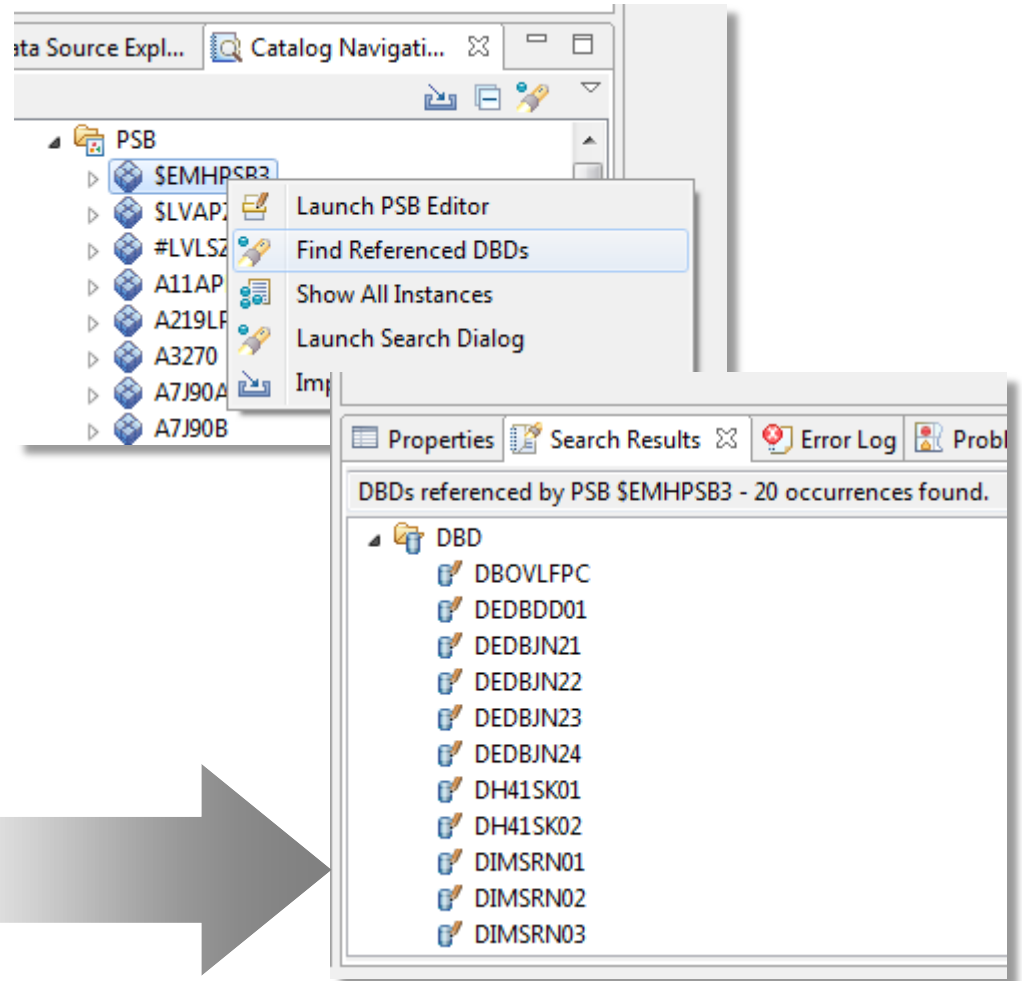 ata Source Expl... Catalog Navigati...
PSB
$EMHPSB3
$LVAP
Launch PSB Editor
#LVLSZ
Find Referenced DBDs
A11AP
Show All Instances
A219LP
Launch Search Dialog
A3270
A7J90A
Imp
A7J90B
Properties Search Results Error Log Probl
DBDs referenced by PSB $EMHPSB3 - 20 occurrences found.
DBD
DBOVLFPC
DEDBDD01
DEDBJN21
DEDBJN22
DEDBJN23
DEDBJN24
DH41SK01
DH41SK02
DIMSRN01
DIMSRN02
DIMSRN03